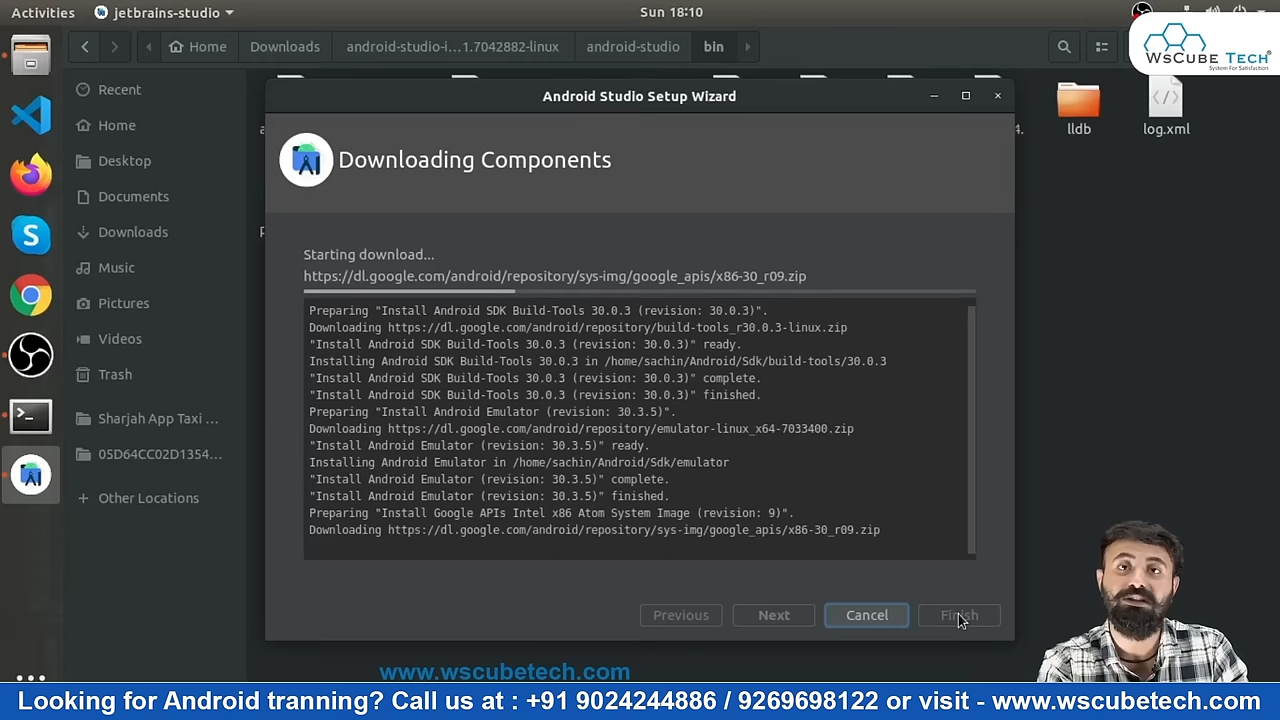 Activities
jetbrains-studio
Sun 18:10
Home
Downloads
android-studio-i...1.7042882-linux
android-studio
bin
WsCube Tech®
System For Satisfaction
Recent
Home
Desktop
Documents
Downloads
Music
Pictures
Videos
Trash
Sharjah App Taxi ...
05D64CC02D1354...
Other Locations
lldb
log.xml
Android Studio Setup Wizard
Downloading Components
Starting download...
https://dl.google.com/android/repository/sys-img/google_apis/x86-30_r09.zip
Preparing "Install Android SDK Build-Tools 30.0.3 (revision: 30.0.3)".
Downloading https://dl.google.com/android/repository/build-tools_r30.0.3-linux.zip
"Install Android SDK Build-Tools 30.0.3 (revision: 30.0.3)" ready.
Installing Android SDK Build-Tools 30.0.3 in /home/sachin/Android/Sdk/build-tools/30.0.3
"Install Android SDK Build-Tools 30.0.3 (revision: 30.0.3)" complete.
"Install Android SDK Build-Tools 30.0.3 (revision: 30.0.3)" finished.
Preparing "Install Android Emulator (revision: 30.3.5)".
Downloading https://dl.google.com/android/repository/emulator-linux_x64-7033400.zip
"Install Android Emulator (revision: 30.3.5)" ready.
Installing Android Emulator in /home/sachin/Android/Sdk/emulator
"Install Android Emulator (revision: 30.3.5)" complete.
"Install Android Emulator (revision: 30.3.5)" finished.
Preparing "Install Google APIs Intel x86 Atom System Image (revision: 9)".
Downloading https://dl.google.com/android/repository/sys-img/google_apis/x86-30_r09.zip
Previous
Next
Cancel
Finish
www.wscubetech.com
Looking for Android tranning? Call us at : +91 9024244886 / 9269698122 or visit - www.wscubetech.com